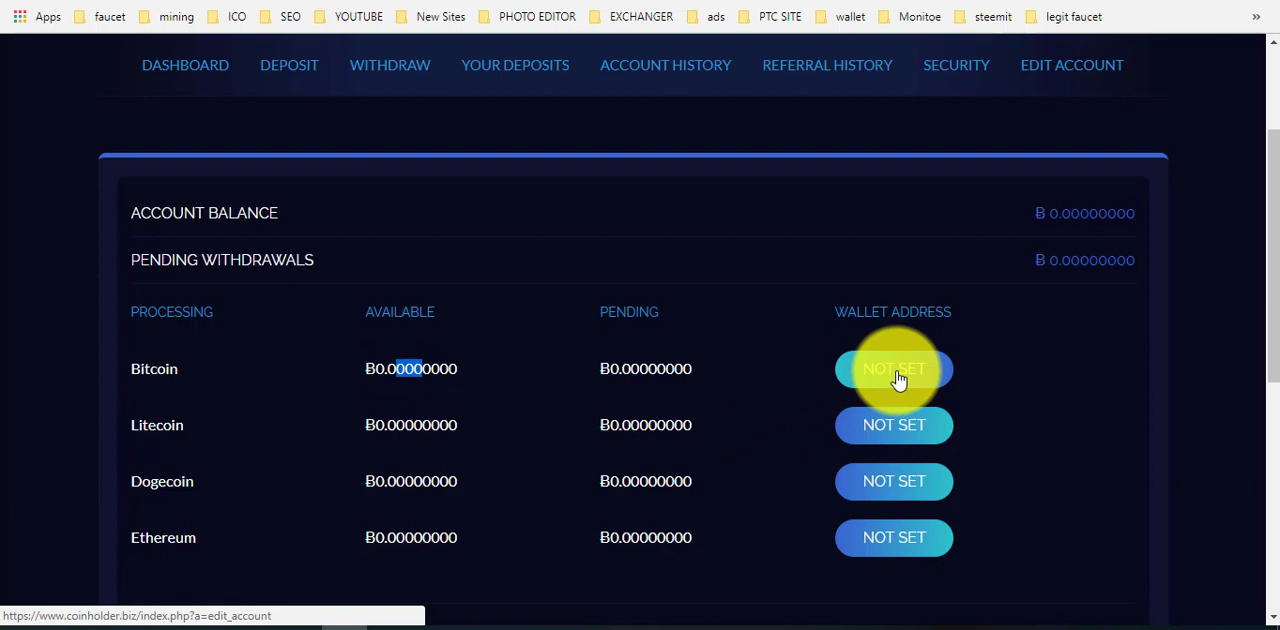 Apps faucet mining ICO SEO YOUTUBE New Sites PHOTO EDITOR EXCHANGER ads PTC SITE wallet Monitoe steemit legit faucet »
DASHBOARD DEPOSIT WITHDRAW YOUR DEPOSITS ACCOUNT HISTORY REFERRAL HISTORY SECURITY EDIT ACCOUNT
ACCOUNT BALANCE Ƀ 0.00000000
PENDING WITHDRAWALS Ƀ 0.00000000
PROCESSING AVAILABLE PENDING WALLET ADDRESS
Bitcoin Ƀ0.00000000 Ƀ0.00000000 NOT SET
Litecoin Ƀ0.00000000 Ƀ0.00000000 NOT SET
Dogecoin Ƀ0.00000000 Ƀ0.00000000 NOT SET
Ethereum Ƀ0.00000000 Ƀ0.00000000 NOT SET
https://www.coinholder.biz/index.php?a=edit_account